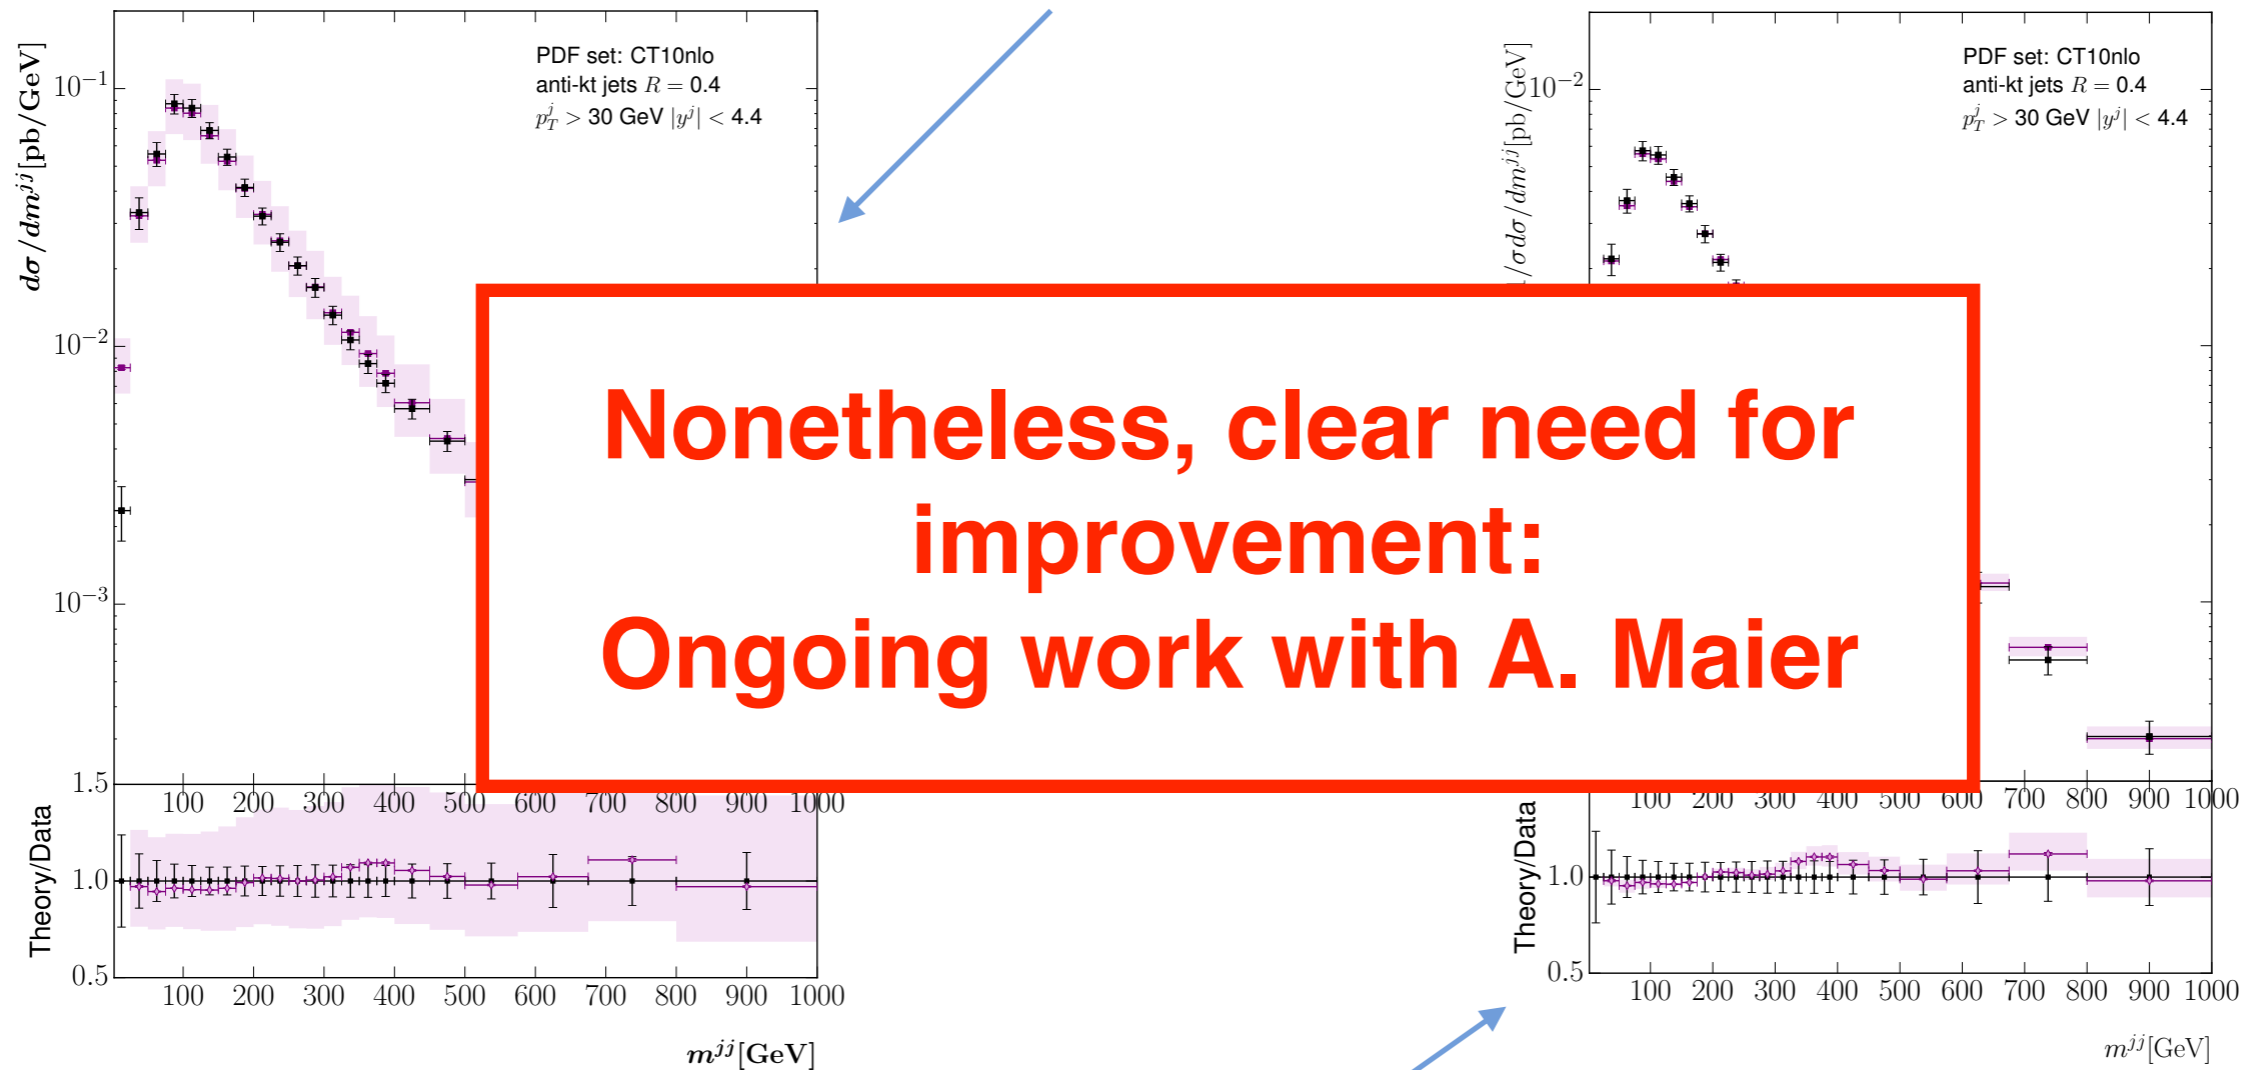 dσ/dm^{jj}[pb/GeV]
10^{-1}
10^{-2}
10^{-3}
PDF set: CT10nlo
anti-kt jets R = 0.4
p_T^j > 30 GeV |y^j| < 4.4
1.5
100 200 300 400 500 600 700 800 900 1000
Theory/Data
1.0
0.5
100 200 300 400 500 600 700 800 900 1000
m^{jj}[GeV]
Nonetheless, clear need for
improvement:
Ongoing work with A. Maier
/σdσ/dm^{jj}[pb/GeV]
10^{-2}
PDF set: CT10nlo
anti-kt jets R = 0.4
p_T^j > 30 GeV |y^j| < 4.4
100 200 300 400 500 600 700 800 900 1000
Theory/Data
1.0
0.5
100 200 300 400 500 600 700 800 900 1000
m^{jj}[GeV]